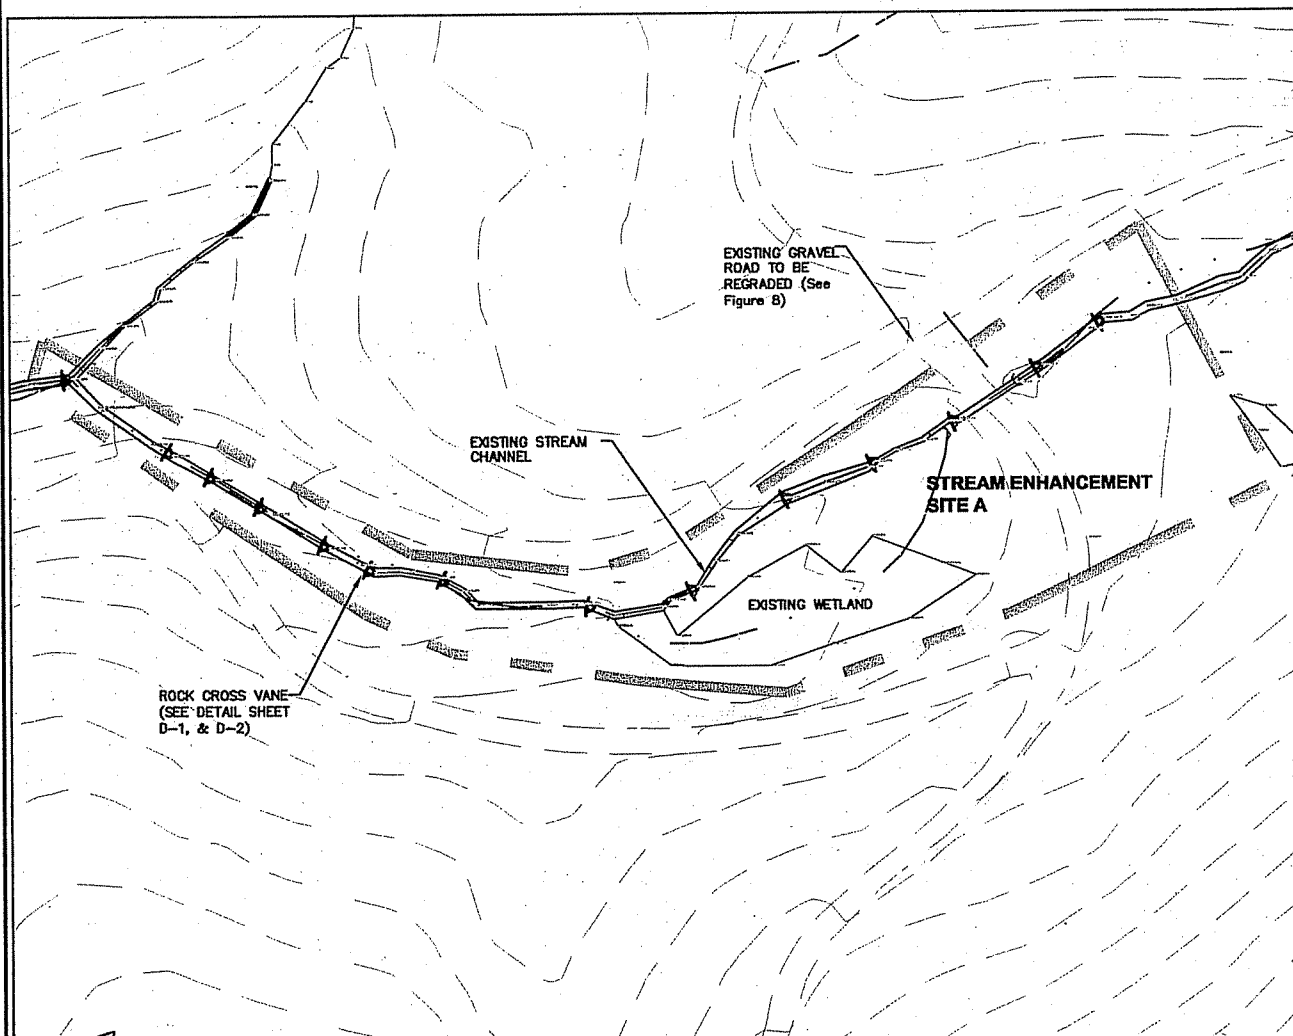 EXISTING GRAVEL
ROAD TO BE
REGRADED (See
Figure 8)
EXISTING STREAM
CHANNEL
STREAM ENHANCEMENT
SITE A
EXISTING WETLAND
ROCK CROSS VANE
(SEE DETAIL SHEET
D-1, & D-2)